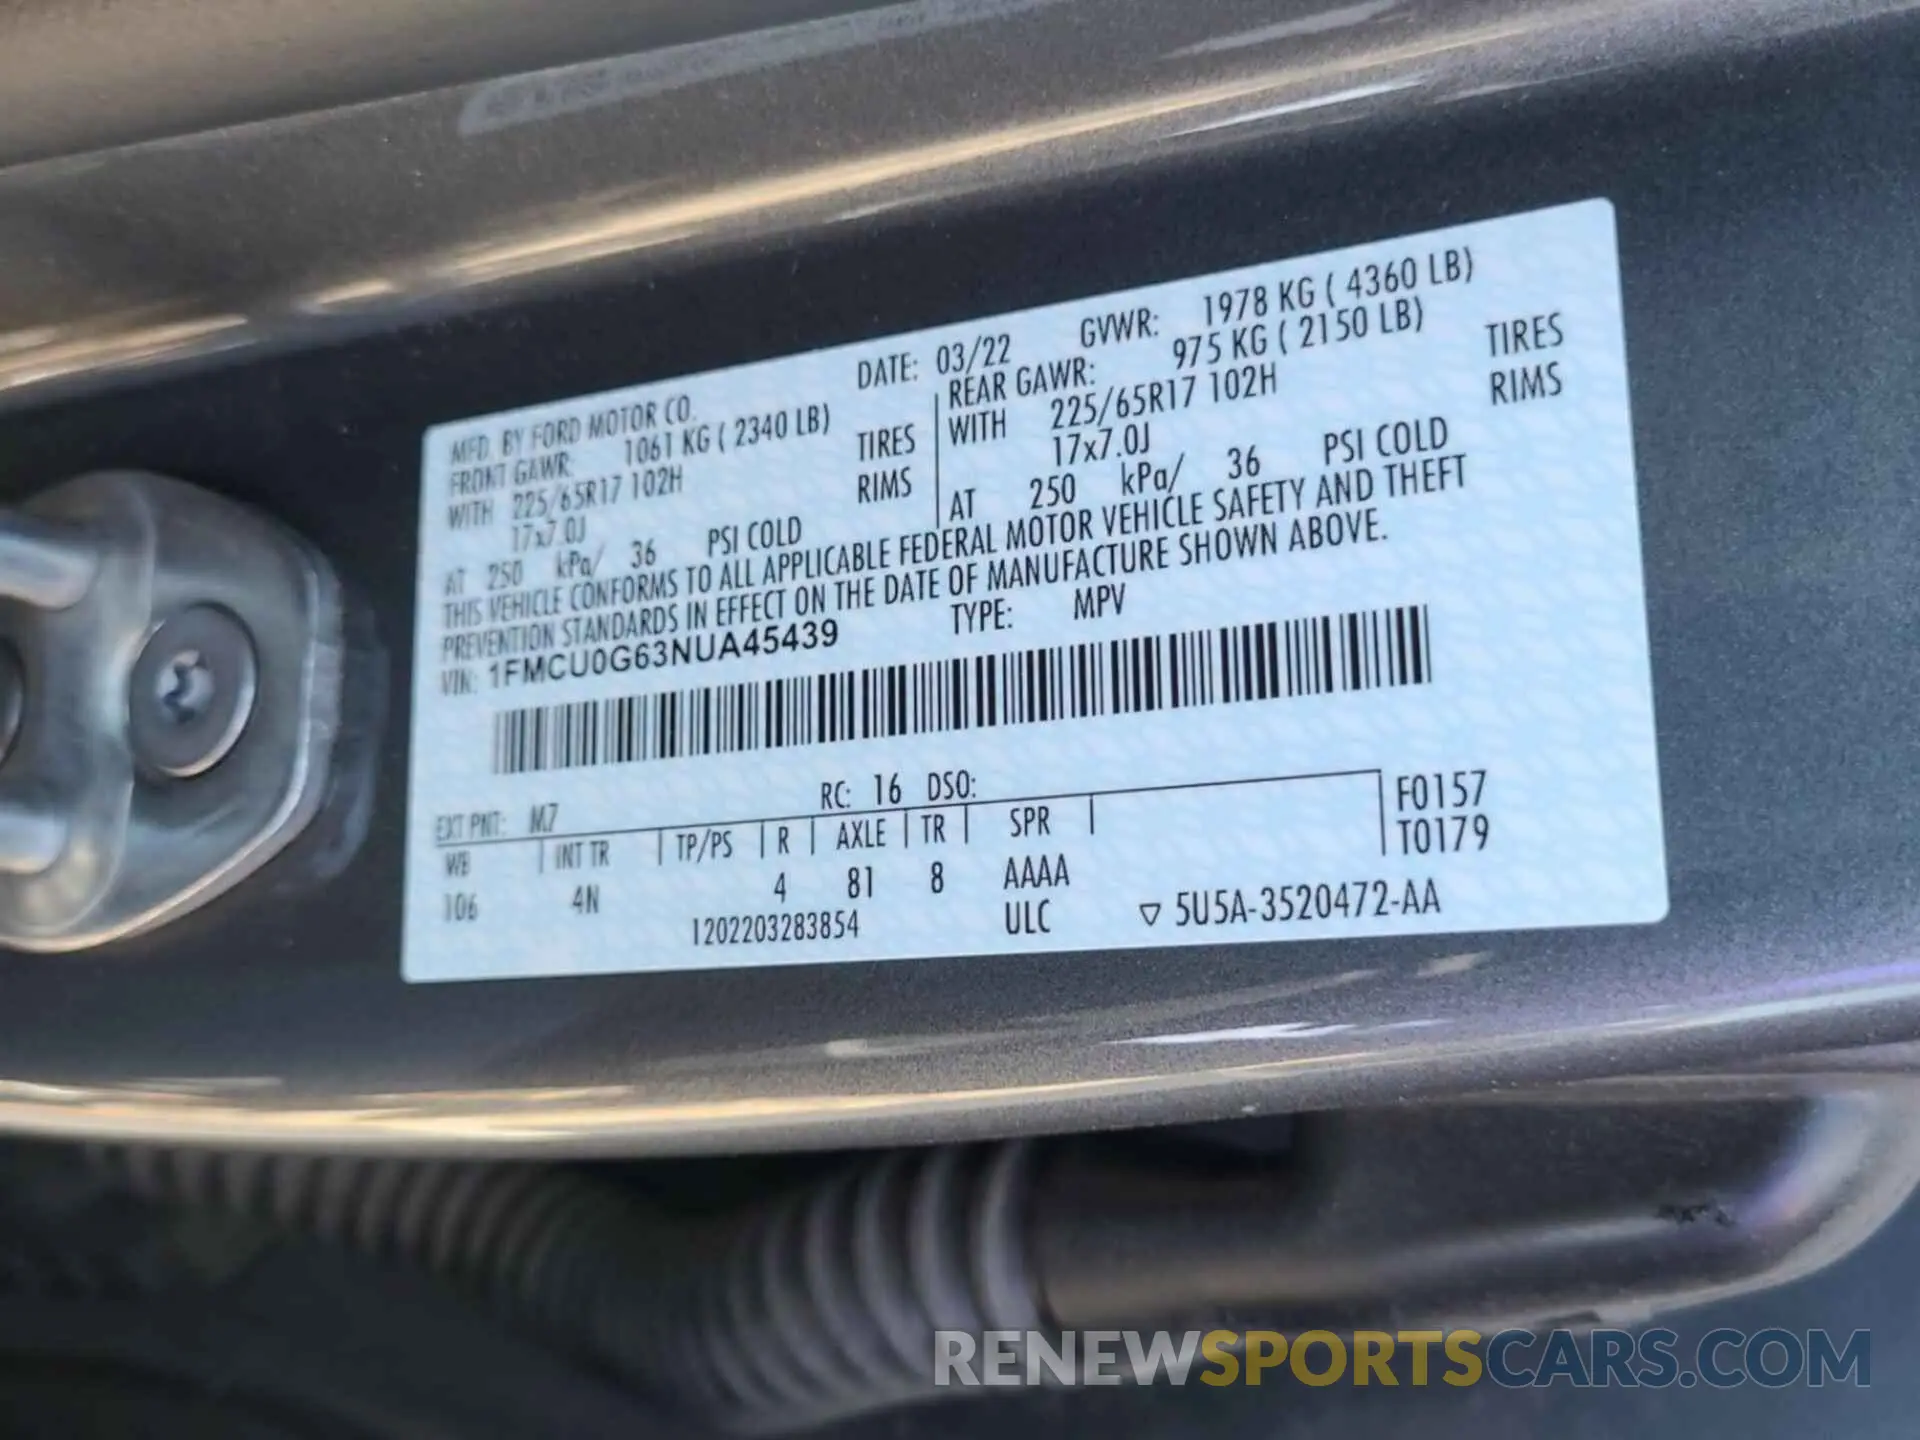 MFD. BY FORD MOTOR CO. DATE: 03/22 GVWR: 1978 KG ( 4360 LB)
FRONT GAWR: 1061 KG ( 2340 LB) REAR GAWR: 975 KG ( 2150 LB)
WITH 225/65R17 102H TIRES WITH 225/65R17 102H TIRES
17x7.0J RIMS 17x7.0J RIMS
AT 250 kPa/ 36 PSI COLD AT 250 kPa/ 36 PSI COLD
THIS VEHICLE CONFORMS TO ALL APPLICABLE FEDERAL MOTOR VEHICLE SAFETY AND THEFT
PREVENTION STANDARDS IN EFFECT ON THE DATE OF MANUFACTURE SHOWN ABOVE.
VIN: 1FMCU0G63NUA45439 TYPE: MPV
EXT PNT: M7 RC: 16 DSO: F0157
WB INT TR TP/PS R AXLE TR SPR T0179
106 4N 4 81 8 AAAA
1202203283854 ULC ▽ 5U5A-3520472-AA
RENEWSPORTSCARS.COM